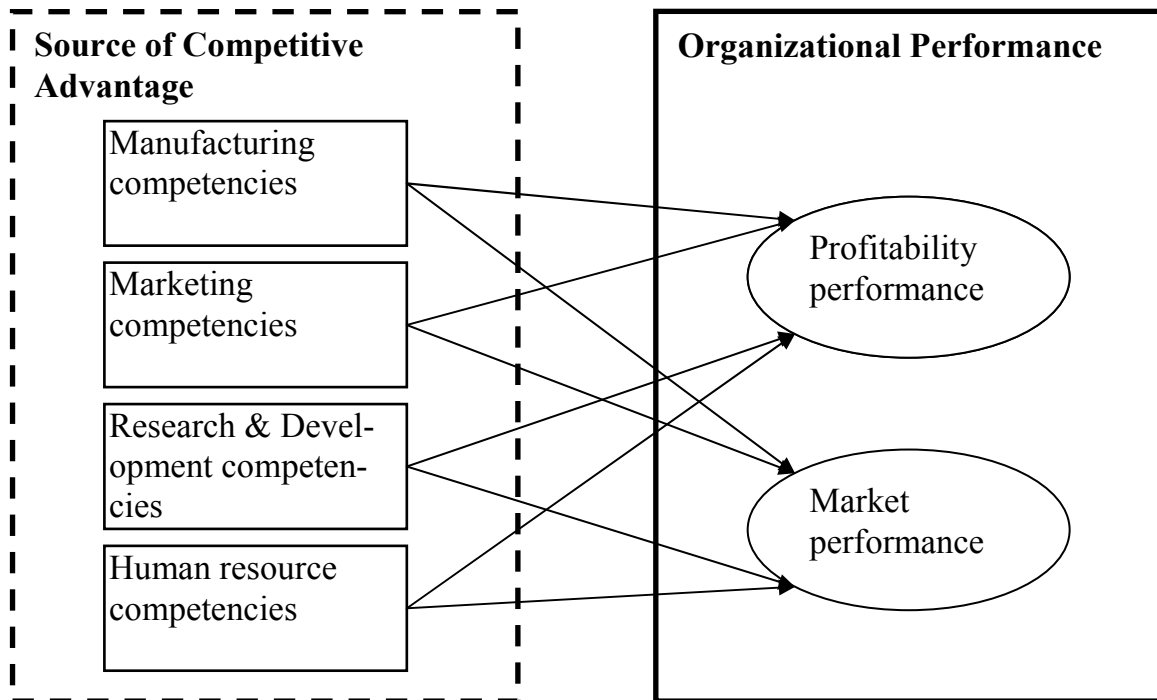 Source of Competitive
Advantage
Manufacturing
competencies
Marketing
competencies
Research & Devel-
opment competen-
cies
Human resource
competencies
Organizational Performance
Profitability
performance
Market
performance